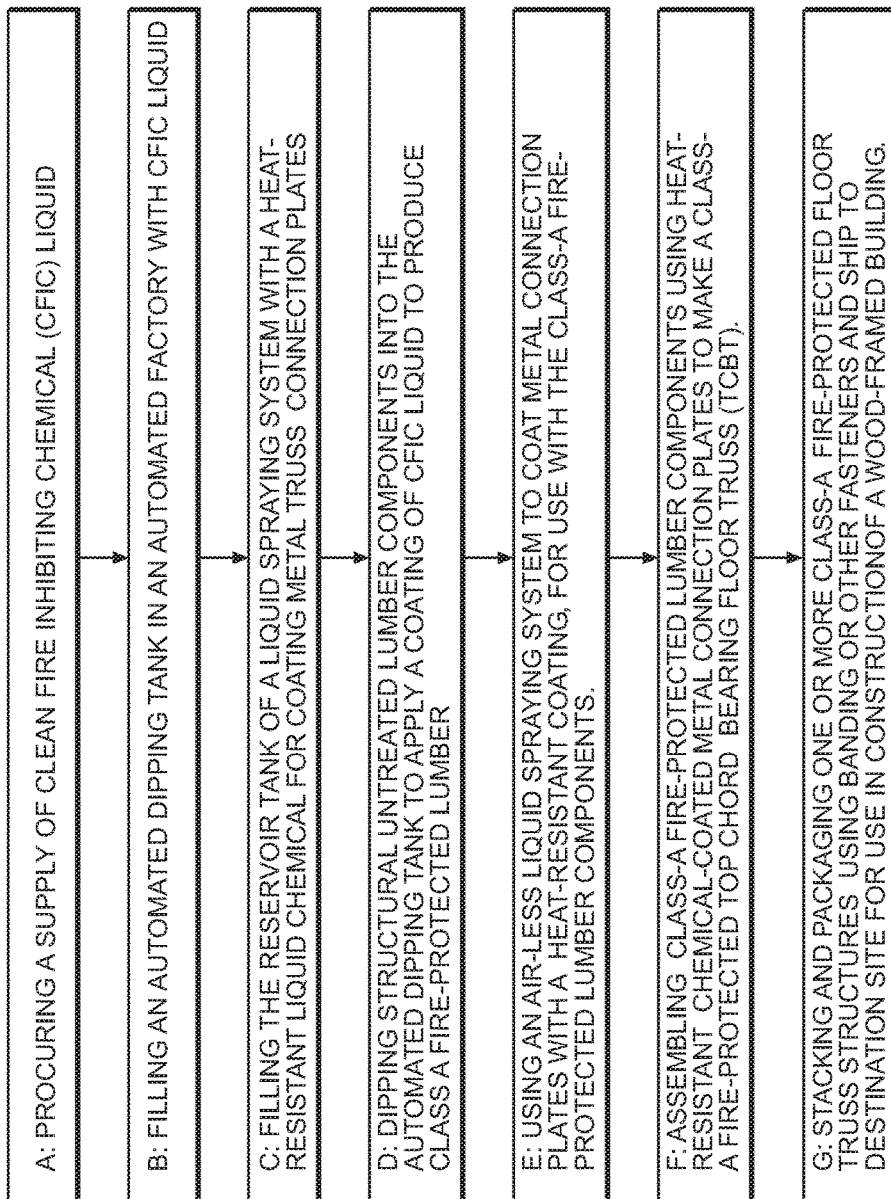 A: PROCURING A SUPPLY OF CLEAN FIRE INHIBITING CHEMICAL (CFIC) LIQUID
B: FILLING AN AUTOMATED DIPPING TANK IN AN AUTOMATED FACTORY WITH CFIC LIQUID
C: FILLING THE RESERVOIR TANK OF A LIQUID SPRAYING SYSTEM WITH A HEAT-
RESISTANT LIQUID CHEMICAL FOR COATING METAL TRUSS CONNECTION PLATES
D: DIPPING STRUCTURAL UNTREATED LUMBER COMPONENTS INTO THE
AUTOMATED DIPPING TANK TO APPLY A COATING OF CFIC LIQUID TO PRODUCE
CLASS A FIRE-PROTECTED LUMBER
E: USING AN AIR-LESS LIQUID SPRAYING SYSTEM TO COAT METAL CONNECTION
PLATES WITH A HEAT-RESISTANT COATING, FOR USE WITH THE CLASS-A FIRE-
PROTECTED LUMBER COMPONENTS.
F: ASSEMBLING CLASS-A FIRE-PROTECTED LUMBER COMPONENTS USING HEAT-
RESISTANT CHEMICAL-COATED METAL CONNECTION PLATES TO MAKE A CLASS-
A FIRE-PROTECTED TOP CHORD BEARING FLOOR TRUSS (TCBT).
G: STACKING AND PACKAGING ONE OR MORE CLASS-A FIRE-PROTECTED FLOOR
TRUSS STRUCTURES USING BANDING OR OTHER FASTENERS AND SHIP TO
DESTINATION SITE FOR USE IN CONSTRUCTIONOF A WOOD-FRAMED BUILDING.